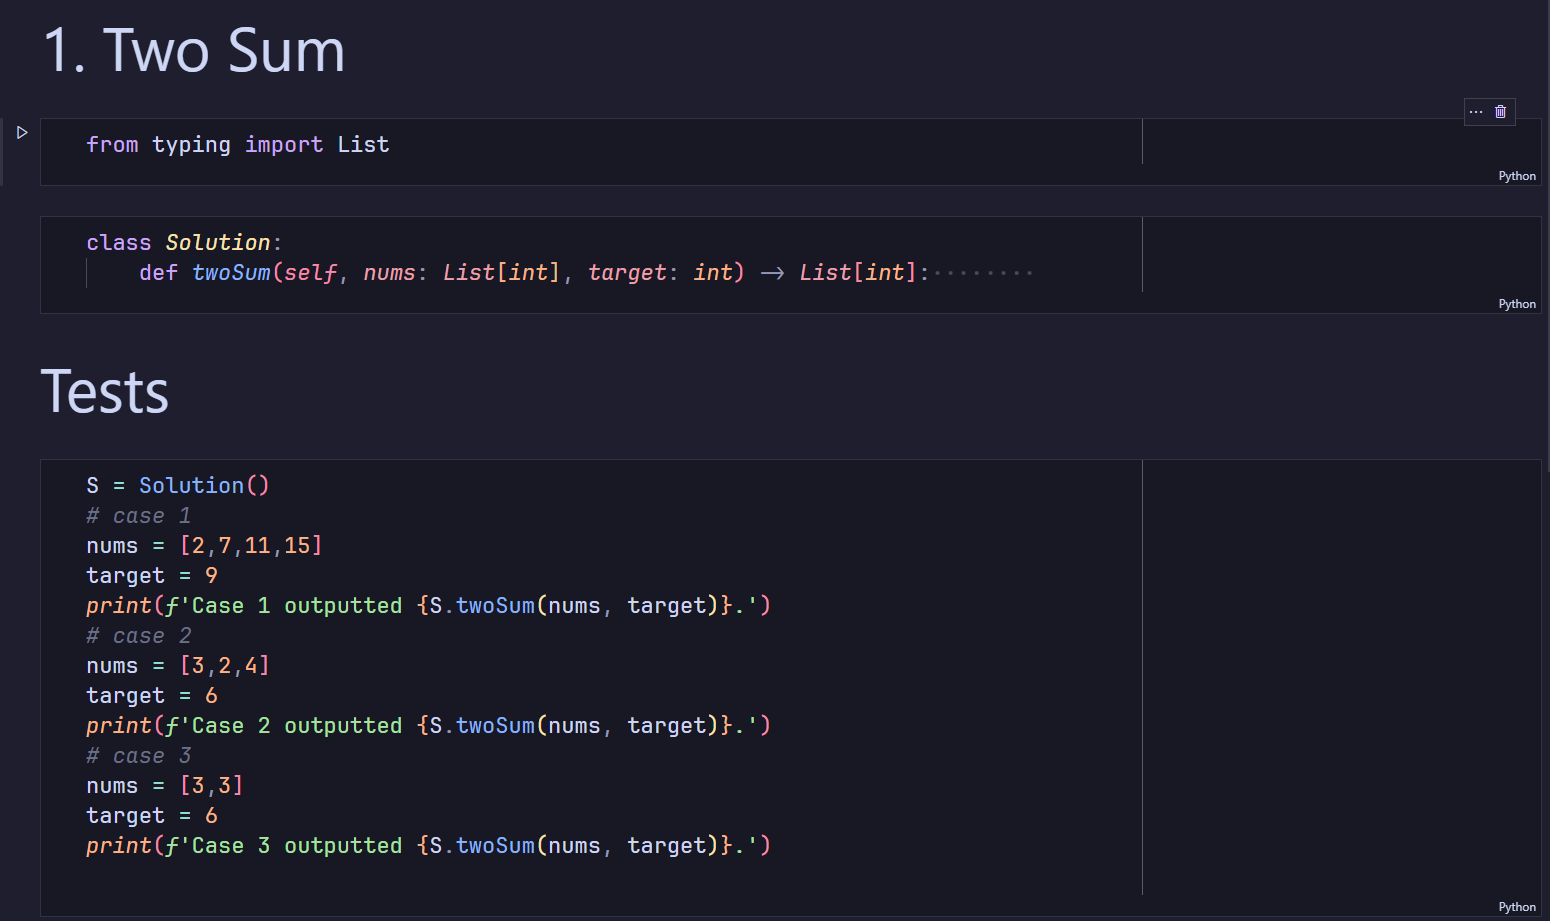 1. Two Sum
from typing import List
Python
class Solution:
    def twoSum(self, nums: List[int], target: int) -> List[int]:········
Python
Tests
S = Solution()
# case 1
nums = [2,7,11,15]
target = 9
print(f'Case 1 outputted {S.twoSum(nums, target)}.')
# case 2
nums = [3,2,4]
target = 6
print(f'Case 2 outputted {S.twoSum(nums, target)}.')
# case 3
nums = [3,3]
target = 6
print(f'Case 3 outputted {S.twoSum(nums, target)}.')
Python